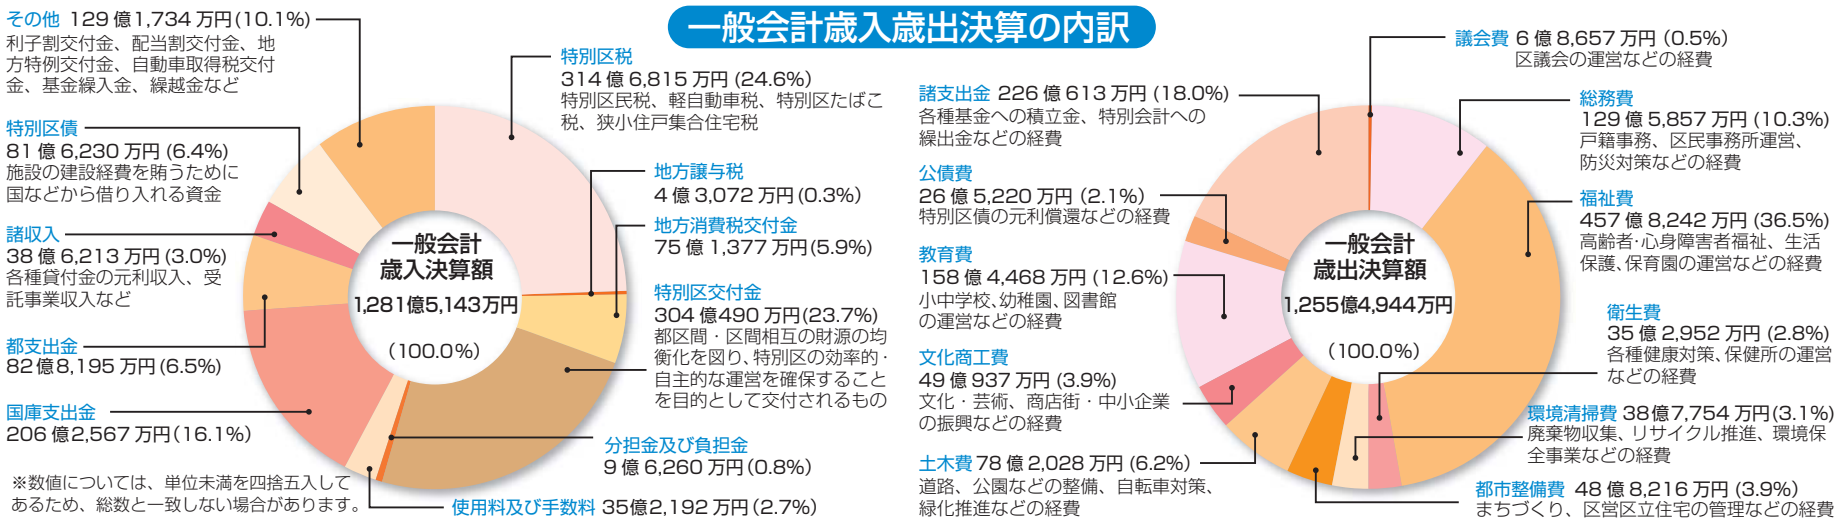 一般会計歳入歳出決算の内訳
その他 129億1,734万円(10.1%)
利子割交付金、配当割交付金、地
方特例交付金、自動車取得税交付
金、基金繰入金、繰越金など
特別区債
81億6,230万円(6.4%)
施設の建設経費を賄うために
国などから借り入れる資金
諸収入
38億6,213万円(3.0%)
各種貸付金の元利収入、受
託事業収入など
都支出金
82億8,195万円(6.5%)
国庫支出金
206億2,567万円(16.1%)
※数値については、単位未満を四捨五入して
あるため、総数と一致しない場合があります。
一般会計
歳入決算額
1,281億5,143万円
(100.0%)
特別区税
314億6,815万円(24.6%)
特別区民税、軽自動車税、特別区たばこ
税、狭小住戸集合住宅税
地方譲与税
4億3,072万円(0.3%)
地方消費税交付金
75億1,377万円(5.9%)
特別区交付金
304億490万円(23.7%)
都区間・区間相互の財源の均
衡化を図り、特別区の効率的・
自主的な運営を確保すること
を目的として交付されるもの
分担金及び負担金
9億6,260万円(0.8%)
使用料及び手数料 35億2,192万円(2.7%)
諸支出金 226億613万円(18.0%)
各種基金への積立金、特別会計への
繰出金などの経費
公債費
26億5,220万円(2.1%)
特別区債の元利償還などの経費
教育費
158億4,468万円(12.6%)
小中学校、幼稚園、図書館
の運営などの経費
文化商工費
49億937万円(3.9%)
文化・芸術、商店街・中小企業
の振興などの経費
土木費 78億2,028万円(6.2%)
道路、公園などの整備、自転車対策、
緑化推進などの経費
一般会計
歳出決算額
1,255億4,944万円
(100.0%)
議会費 6億8,657万円(0.5%)
区議会の運営などの経費
総務費
129億5,857万円(10.3%)
戸籍事務、区民事務所運営、
防災対策などの経費
福祉費
457億8,242万円(36.5%)
高齢者・心身障害者福祉、生活
保護、保育園の運営などの経費
衛生費
35億2,952万円(2.8%)
各種健康対策、保健所の運営
などの経費
環境清掃費 38億7,754万円(3.1%)
廃棄物収集、リサイクル推進、環境保
全事業などの経費
都市整備費 48億8,216万円(3.9%)
まちづくり、区営区立住宅の管理などの経費